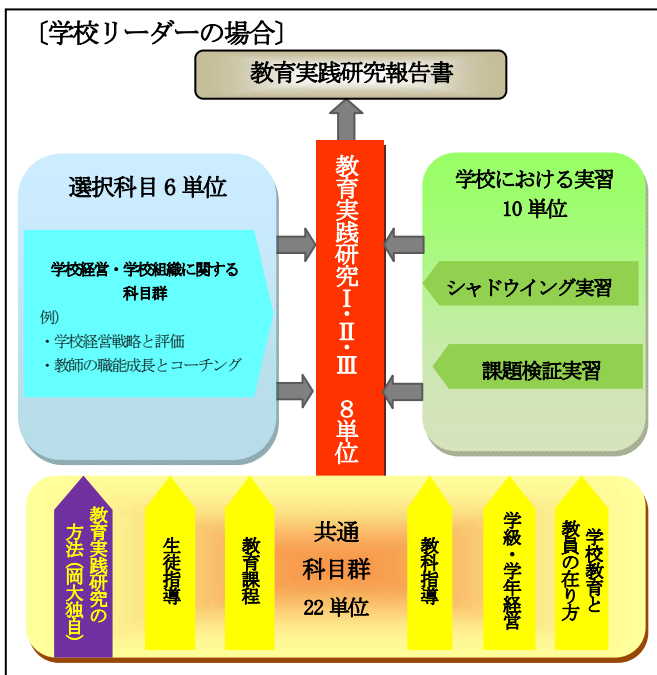 〔学校リーダーの場合〕
教育実践研究報告書
選択科目 6 単位
学校経営・学校組織に関する
科目群
例)
・学校経営戦略と評価
・教師の職能成長とコーチング
教育実践研究Ⅰ・Ⅱ・Ⅲ　8単位
学校における実習
10 単位
シャドウイング実習
課題検証実習
教育実践研究の
方法(岡大独自)
生徒指導
教育課程
共通
科目群
22 単位
教科指導
学級・学年経営
学校教育と
教員の在り方